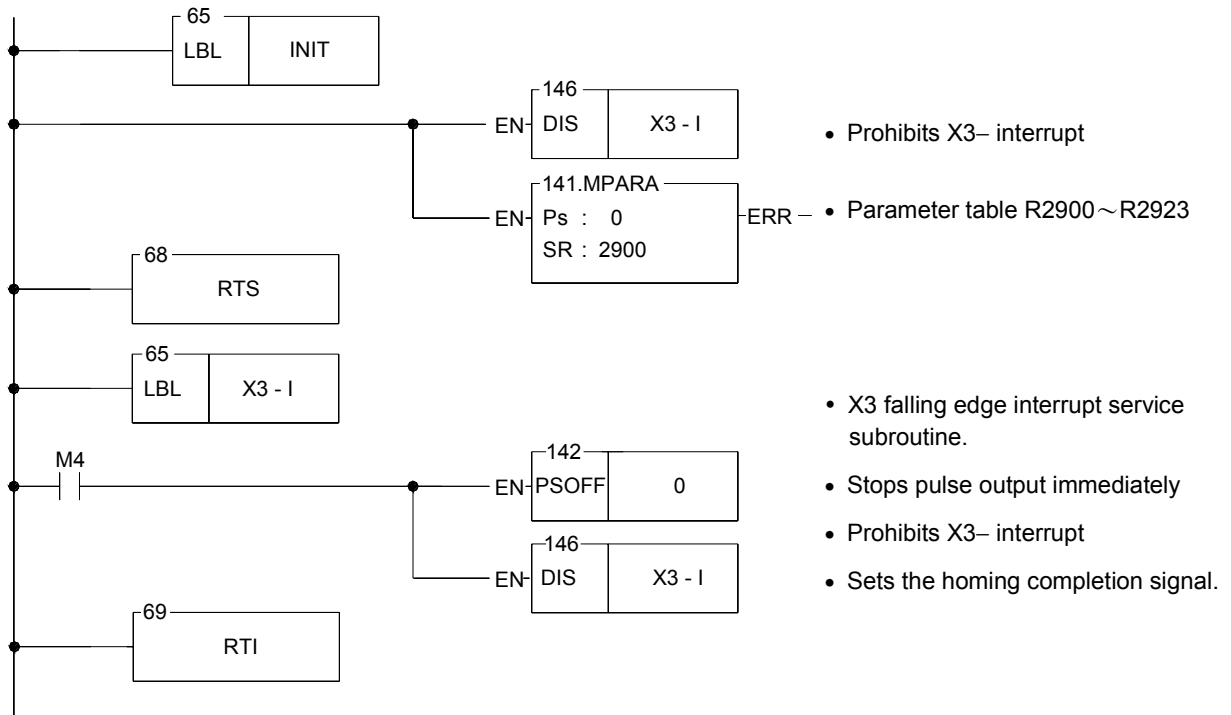 65
LBL INIT
146
EN DIS X3 - I
• Prohibits X3– interrupt
141.MPARA
EN Ps : 0 ERR
SR : 2900
• Parameter table R2900～R2923
68
RTS
65
LBL X3 - I
• X3 falling edge interrupt service
subroutine.
M4
142
EN PSOFF 0
• Stops pulse output immediately
• Prohibits X3– interrupt
146
EN DIS X3 - I
• Sets the homing completion signal.
69
RTI